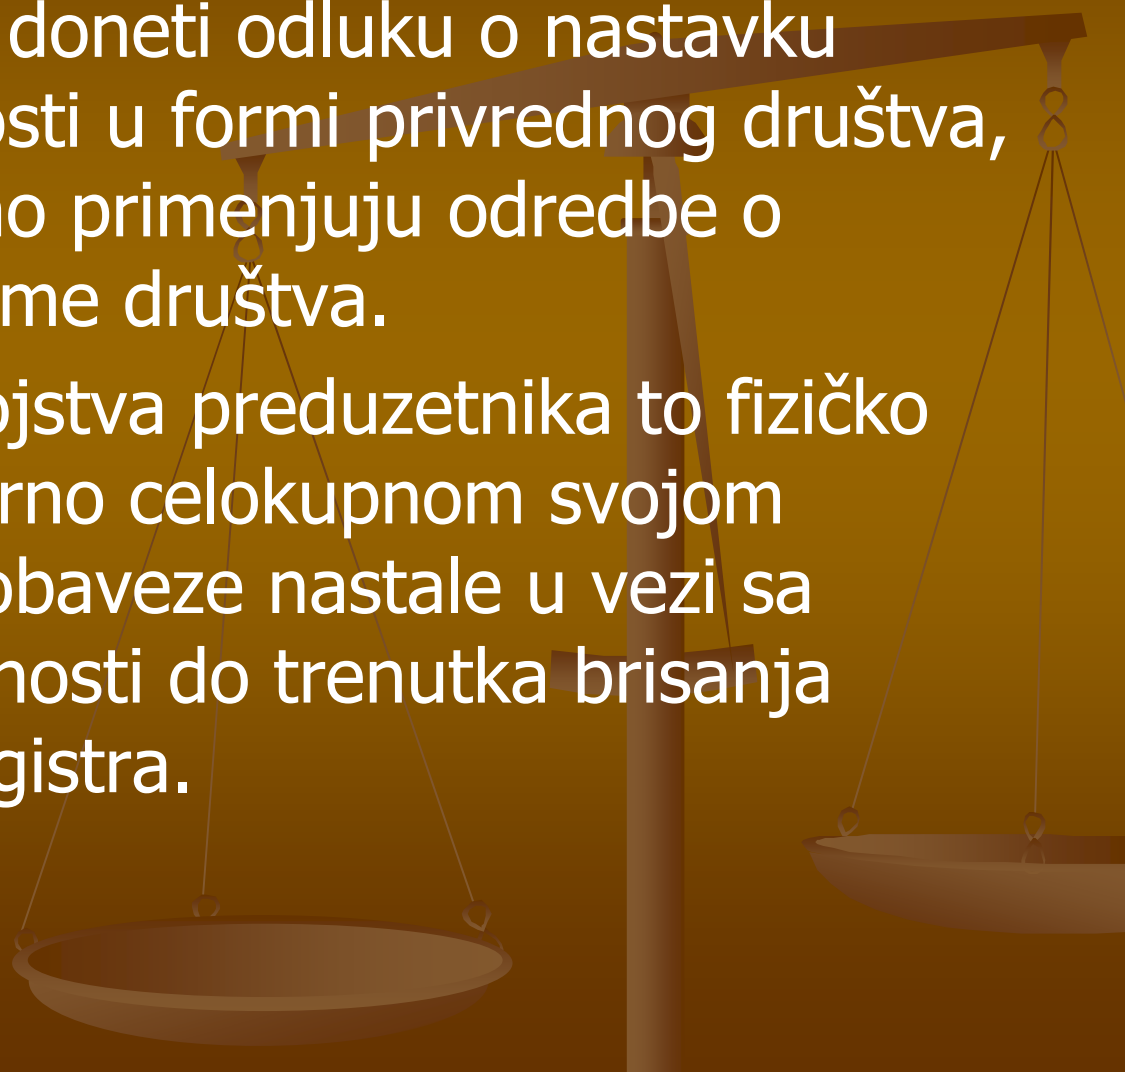 doneti odluku o nastavku
osti u formi privrednog društva,
no primenjuju odredbe o
me društva.
ojstva preduzetnika to fizičko
rno celokupnom svojom
obaveze nastale u vezi sa
nosti do trenutka brisanja
gistra.